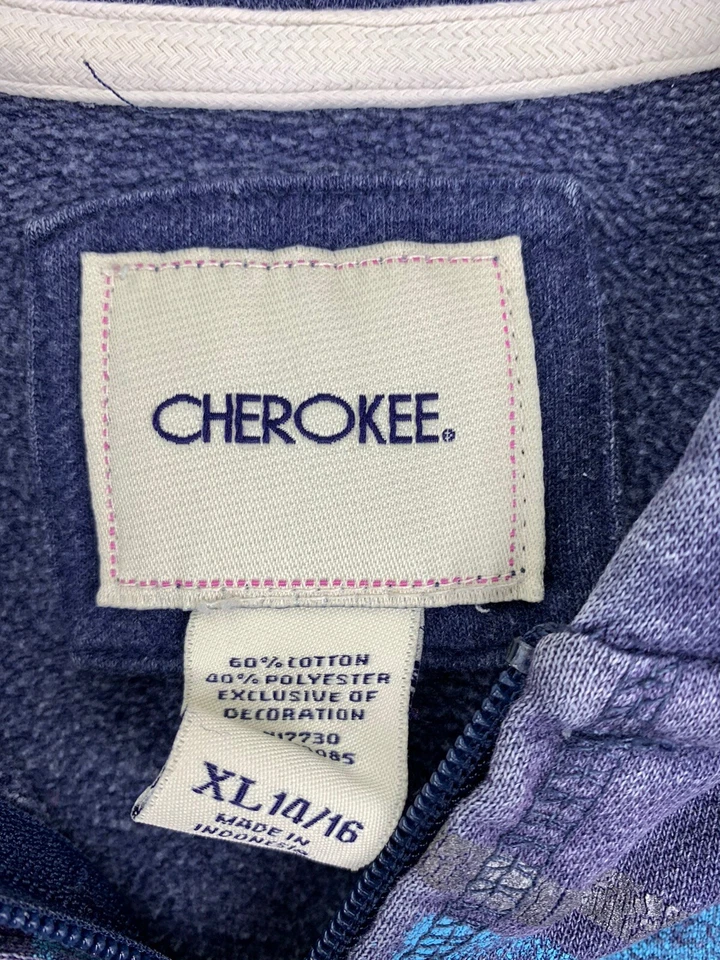 CHEROKEE®
60% COTTON
40% POLYESTER
EXCLUSIVE OF
DECORATION
XL 14/16
MADE IN
INDONESIA